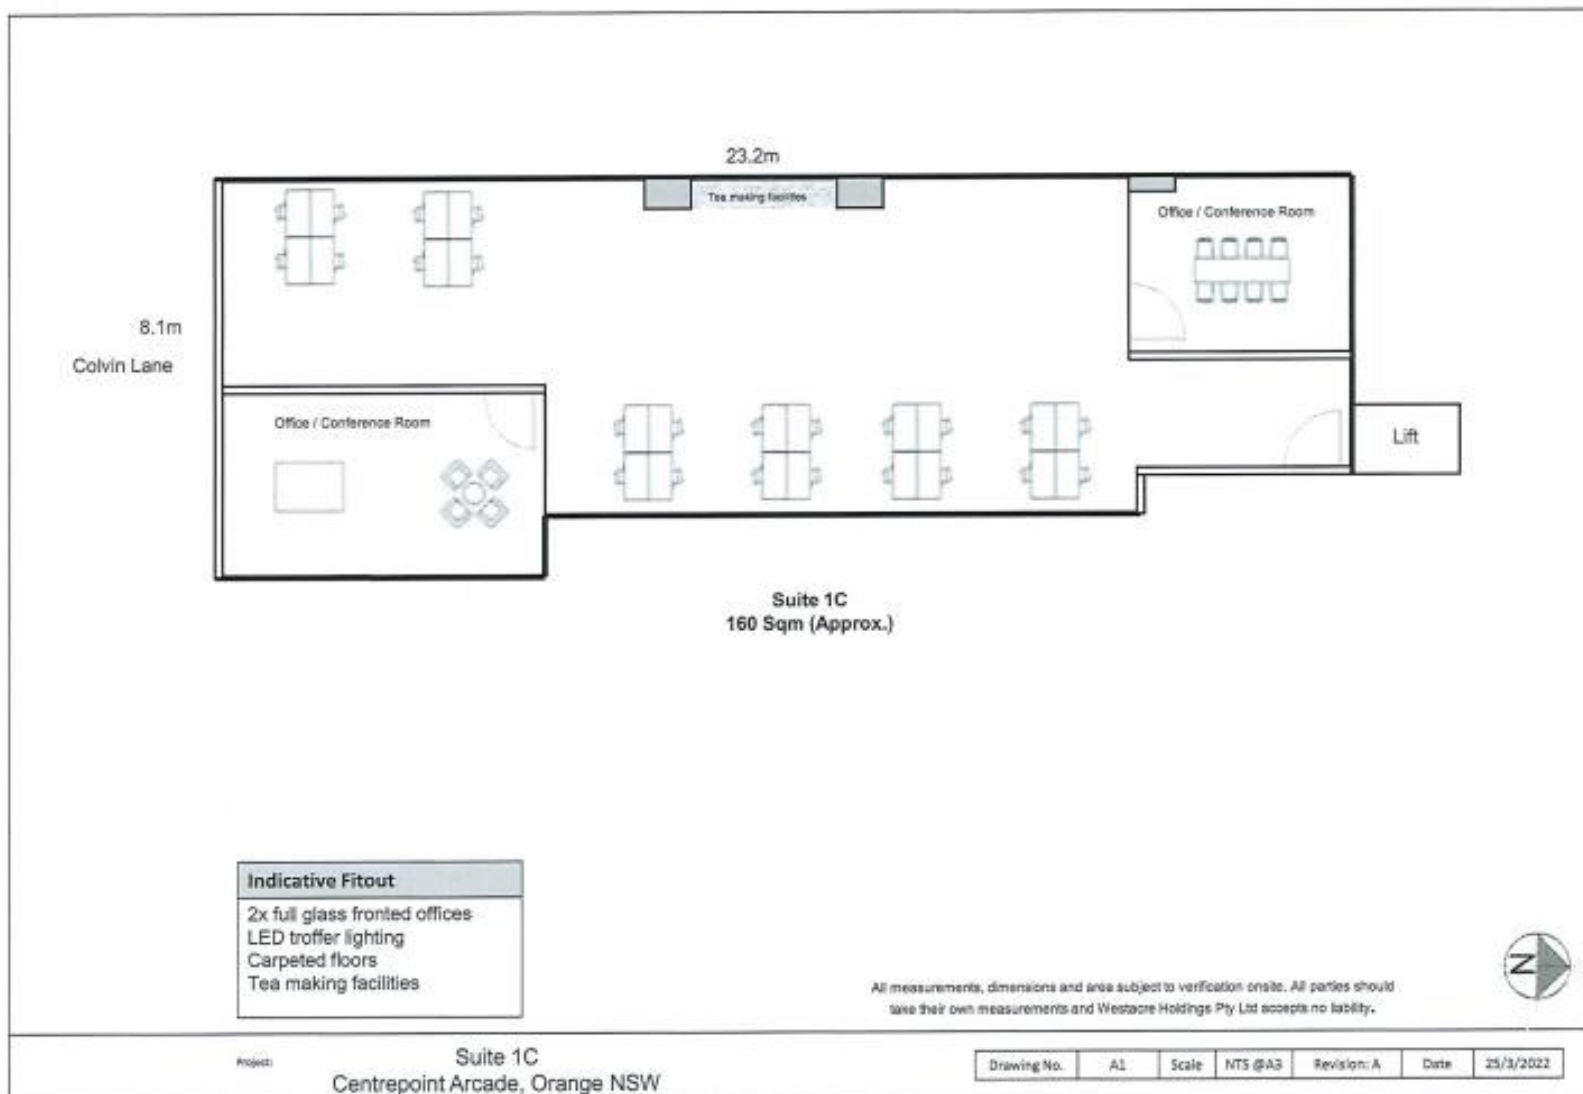 23.2m
Tea making facilities
Office / Conference Room
8.1m
Colvin Lane
Office / Conference Room
Lift
Suite 1C
160 Sqm (Approx.)
Indicative Fitout
2x full glass fronted offices
LED troffer lighting
Carpeted floors
Tea making facilities
N
All measurements, dimensions and area subject to verification onsite. All parties should
take their own measurements and Westacre Holdings Pty Ltd accepts no liability.
Project:
Suite 1C
Centrepoint Arcade, Orange NSW
Drawing No. A1 Scale NTS @A3 Revision: A Date 25/3/2022